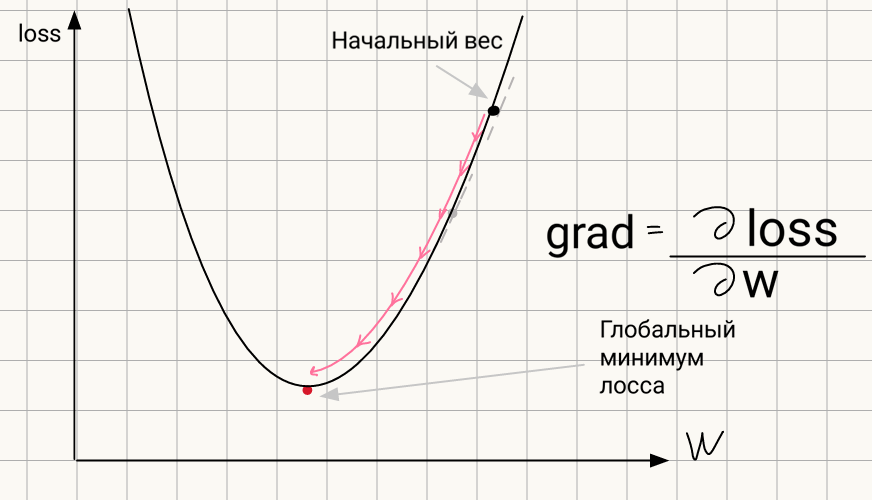 loss
Начальный вес
grad = ∂ loss
∂ w
Глобальный
минимум
лосса
W